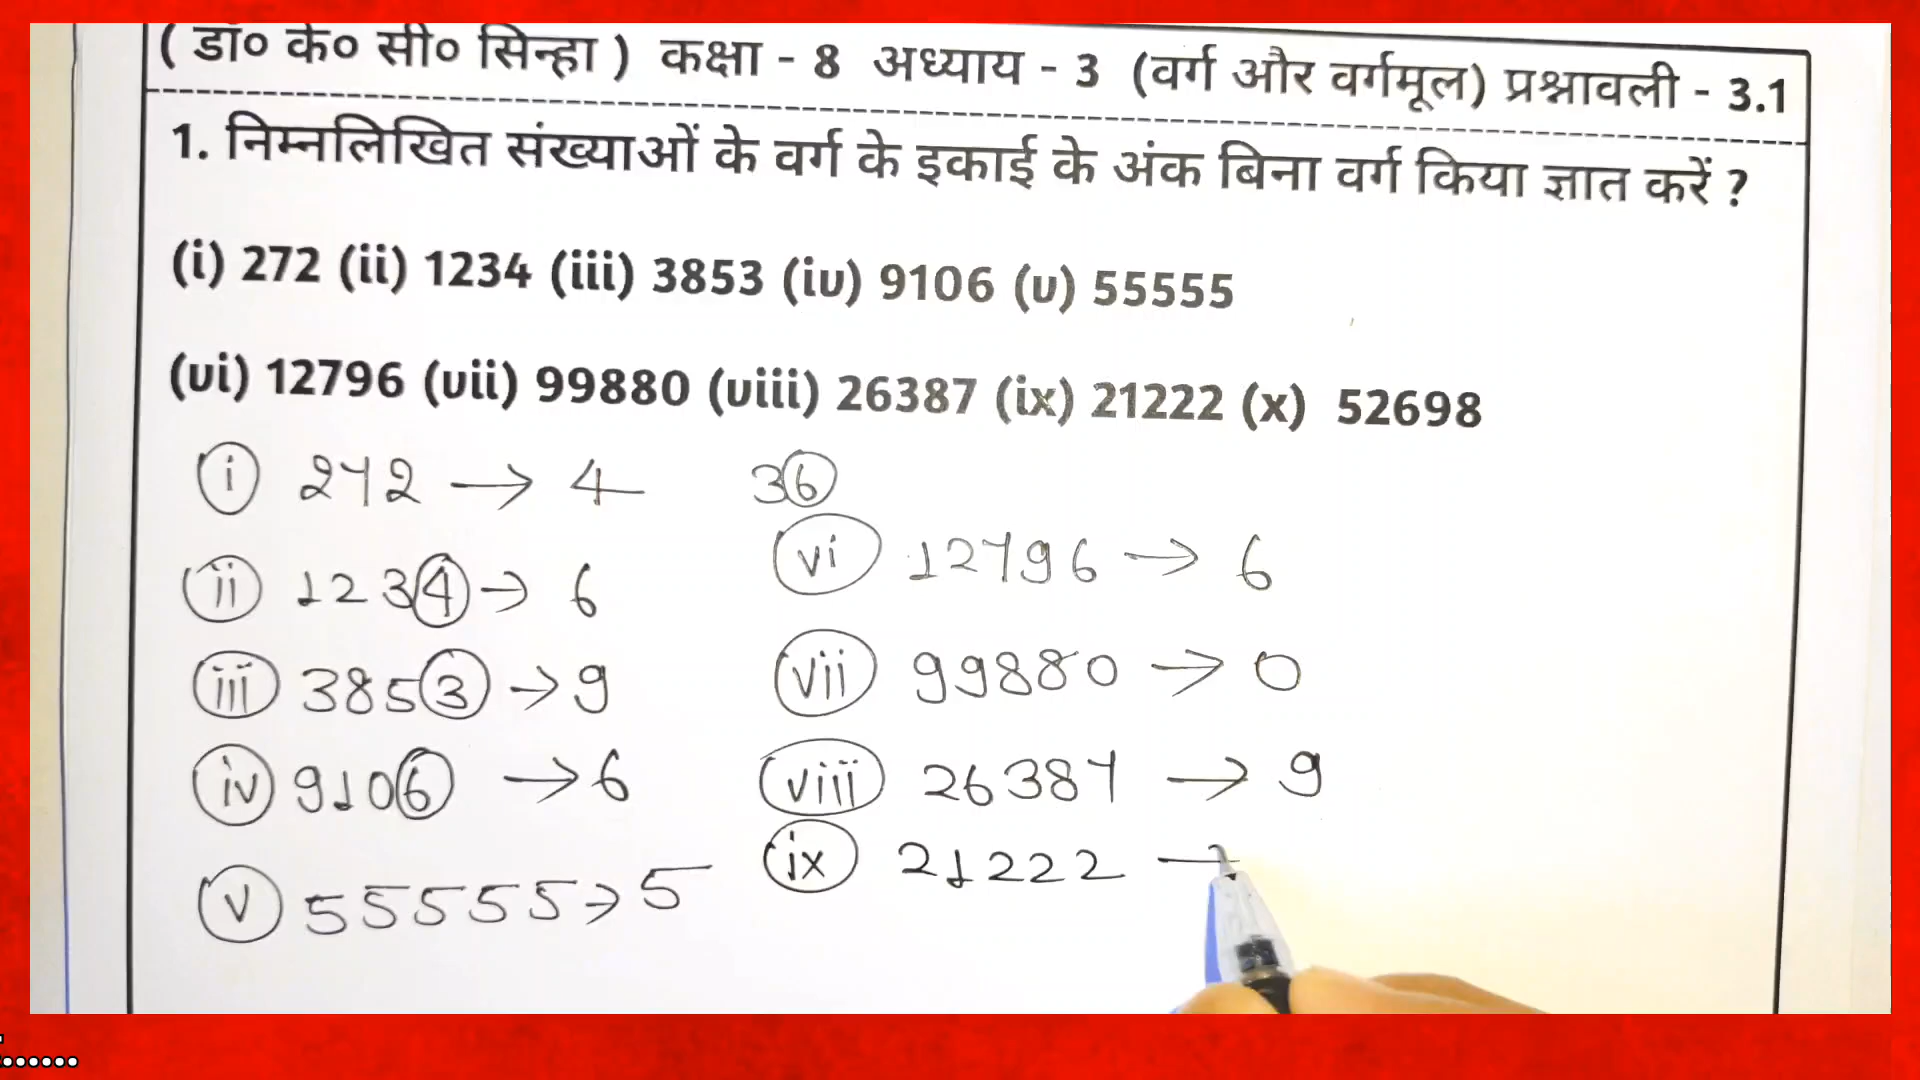 ( डॉ० के० सी० सिन्हा ) कक्षा - 8 अध्याय - 3 (वर्ग और वर्गमूल) प्रश्नावली - 3.1
1. निम्नलिखित संख्याओं के वर्ग के इकाई के अंक बिना वर्ग किया ज्ञात करें ?
(i) 272 (ii) 1234 (iii) 3853 (iv) 9106 (v) 55555
(vi) 12796 (vii) 99880 (viii) 26387 (ix) 21222 (x) 52698
i 272 → 4
ii 1234 → 6
iii 3853 → 9
iv 9106 → 6
v 55555 → 5
36
vi 12796 → 6
vii 99880 → 0
viii 26387 → 9
ix 21222 →